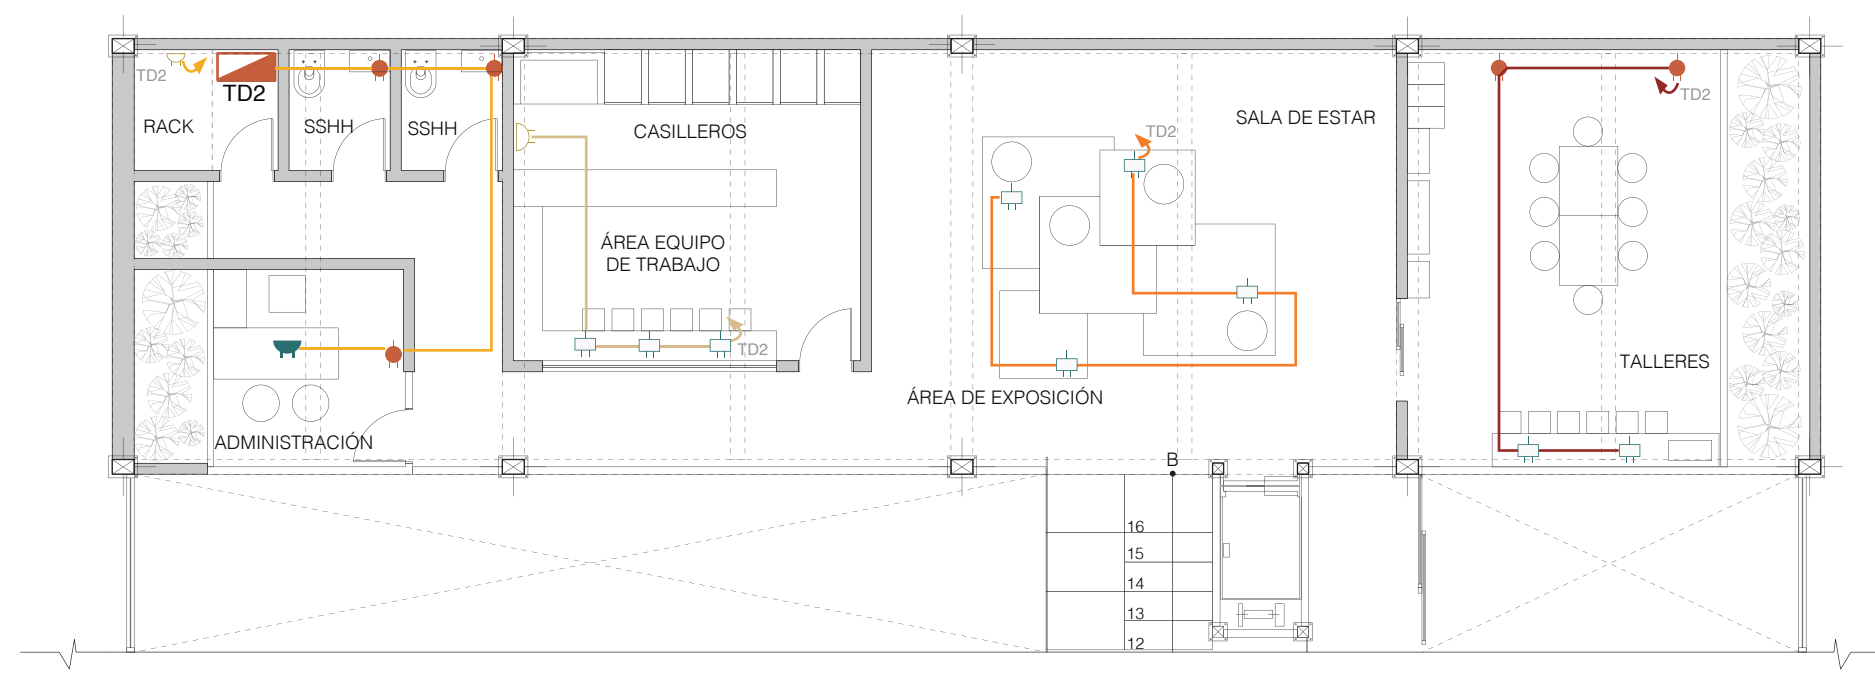 TD2
TD2
RACK
SSHH
SSHH
CASILLEROS
ÁREA EQUIPO
DE TRABAJO
TD2
TD2
SALA DE ESTAR
TD2
TALLERES
ÁREA DE EXPOSICIÓN
ADMINISTRACIÓN
B
16
15
14
13
12